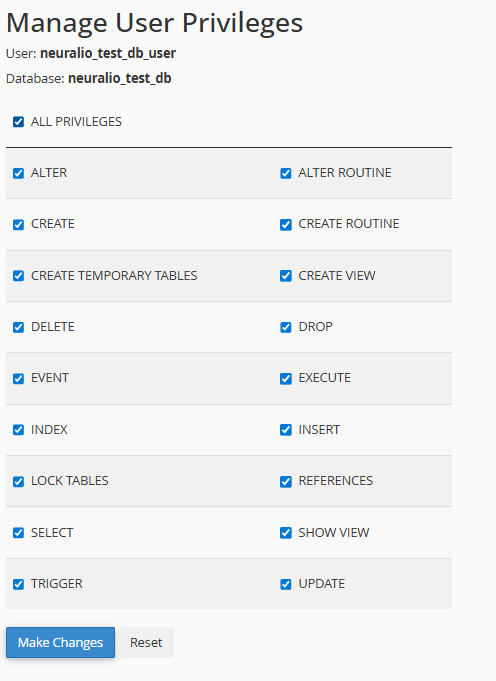 Manage User Privileges
User: neuralio_test_db_user
Database: neuralio_test_db
ALL PRIVILEGES
ALTER ALTER ROUTINE
CREATE CREATE ROUTINE
CREATE TEMPORARY TABLES CREATE VIEW
DELETE DROP
EVENT EXECUTE
INDEX INSERT
LOCK TABLES REFERENCES
SELECT SHOW VIEW
TRIGGER UPDATE
Make Changes Reset